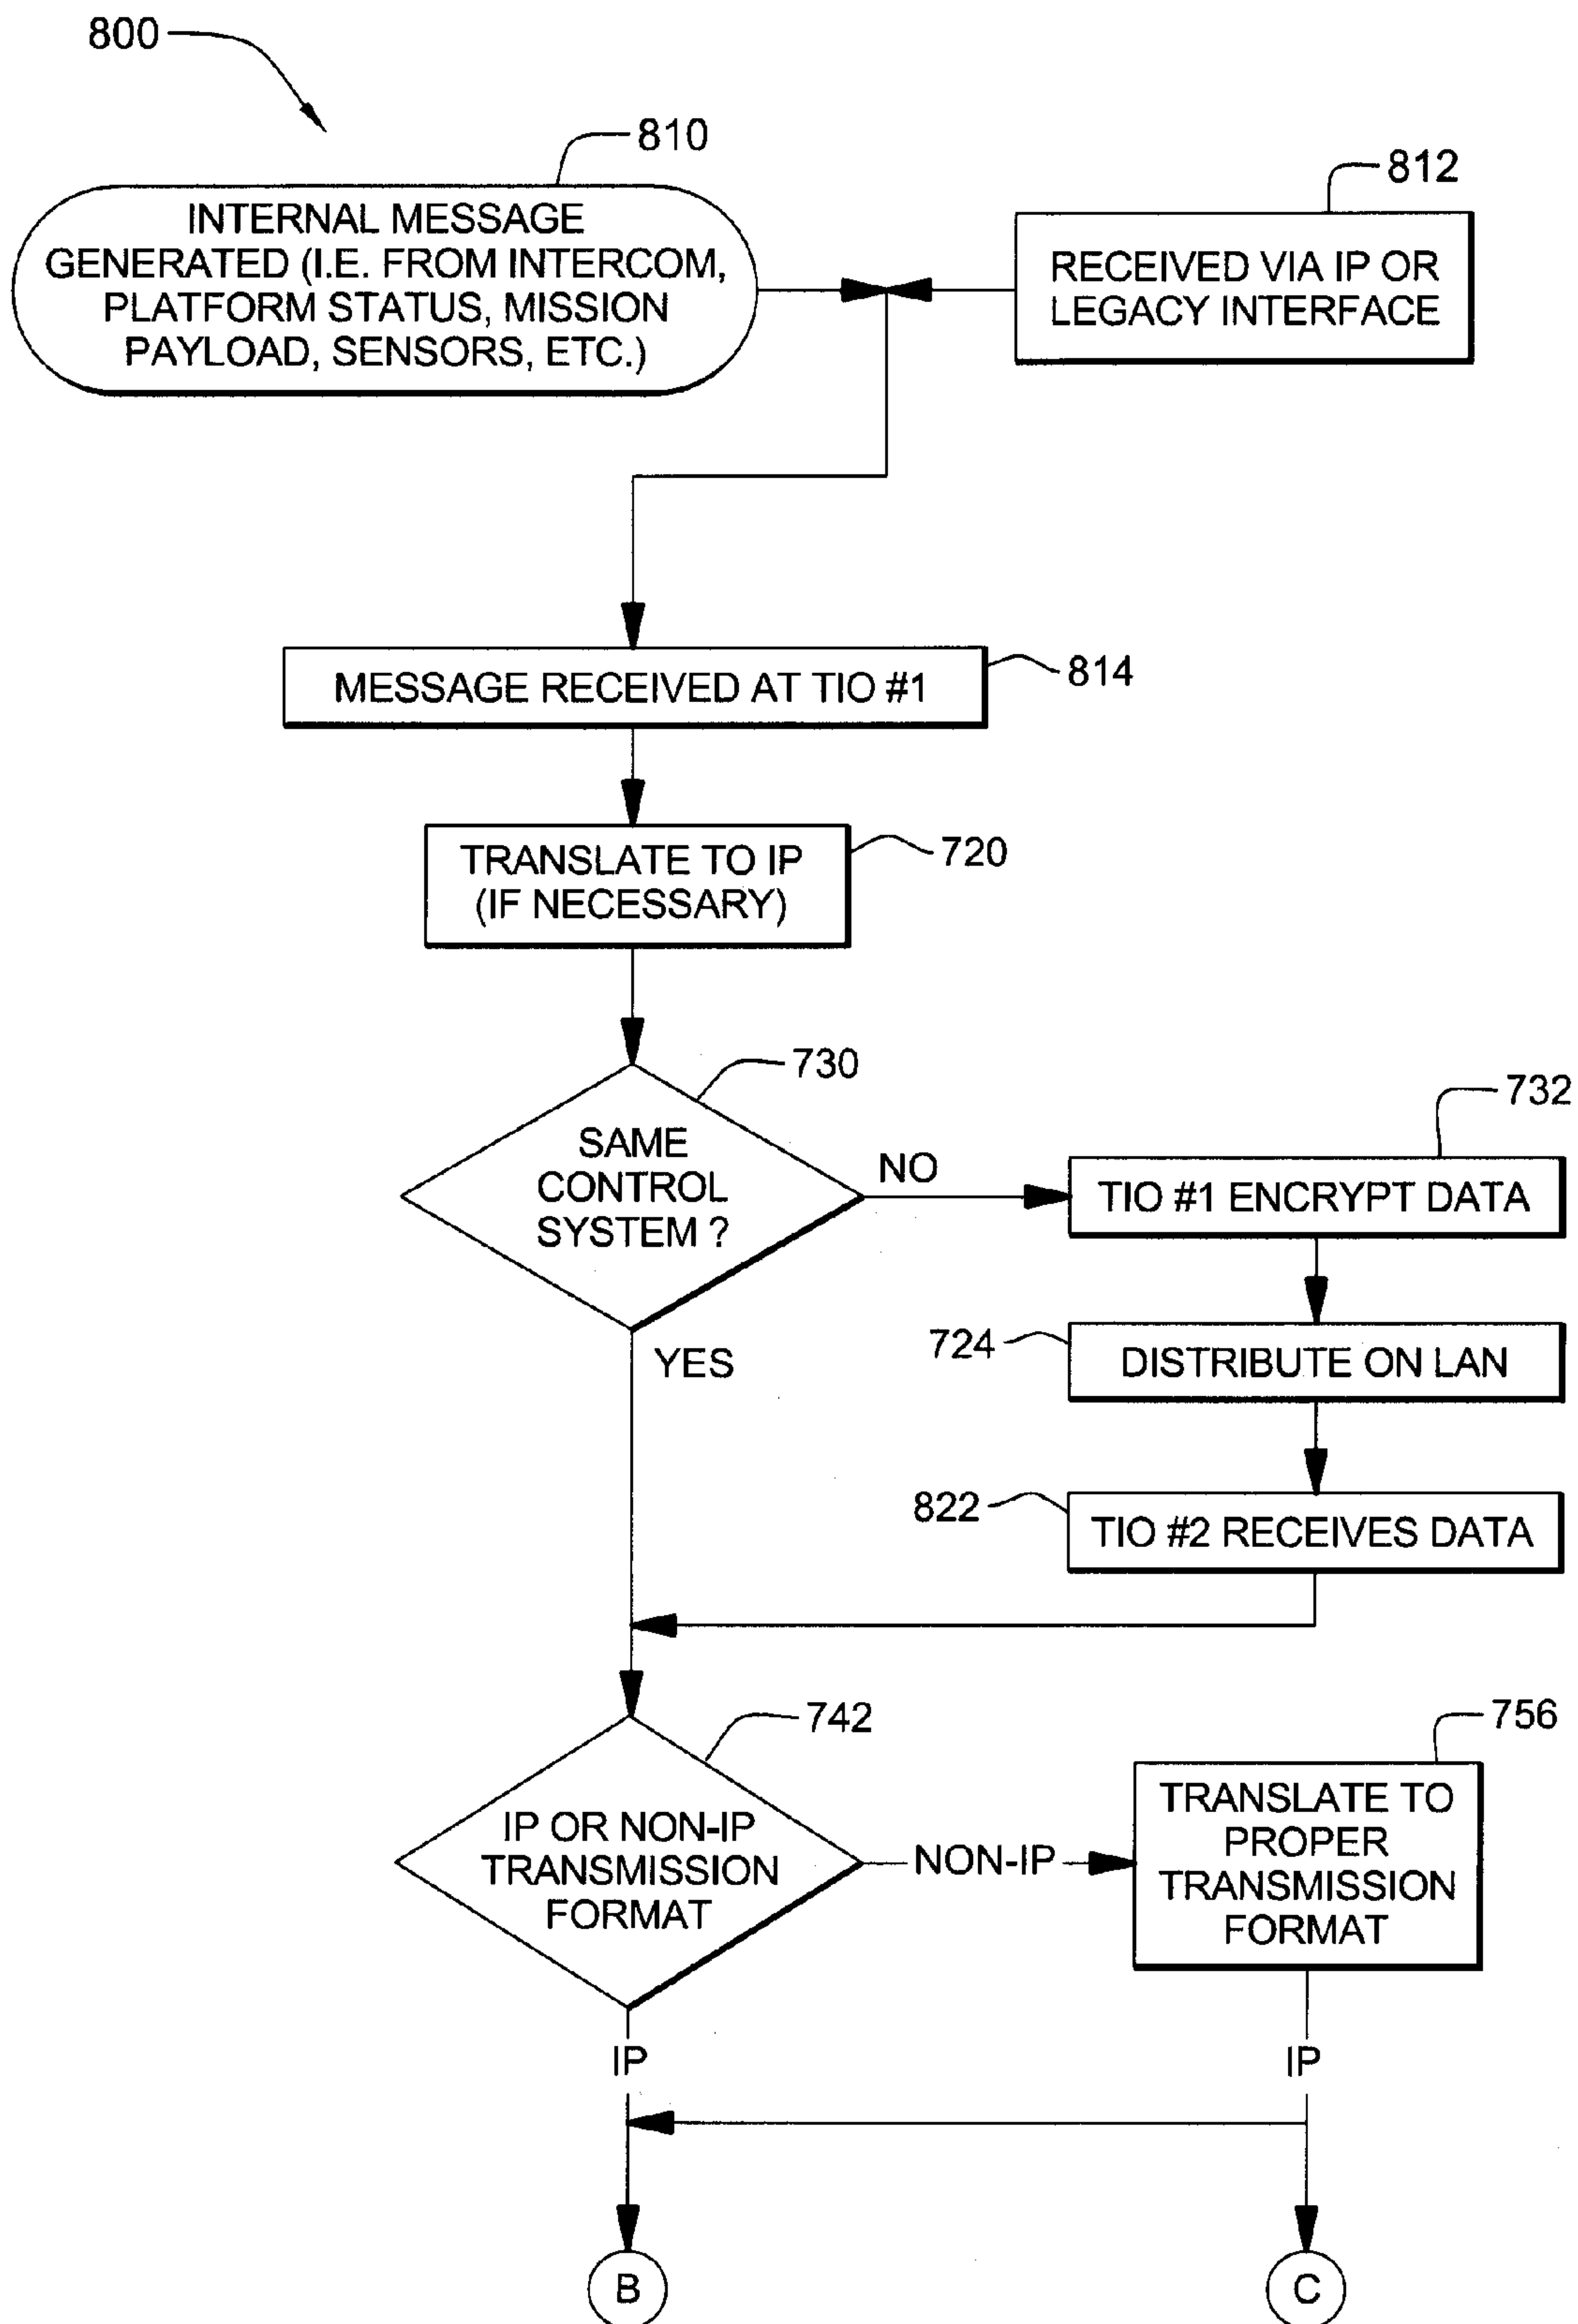 800
810
INTERNAL MESSAGE
GENERATED (I.E. FROM INTERCOM,
PLATFORM STATUS, MISSION
PAYLOAD, SENSORS, ETC.)
812
RECEIVED VIA IP OR
LEGACY INTERFACE
MESSAGE RECEIVED AT TIO #1
814
TRANSLATE TO IP
(IF NECESSARY)
720
730
SAME
CONTROL
SYSTEM ?
NO
732
TIO #1 ENCRYPT DATA
YES
724
DISTRIBUTE ON LAN
822
TIO #2 RECEIVES DATA
742
IP OR NON-IP
TRANSMISSION
FORMAT
NON-IP
756
TRANSLATE TO
PROPER
TRANSMISSION
FORMAT
IP
IP
B
C